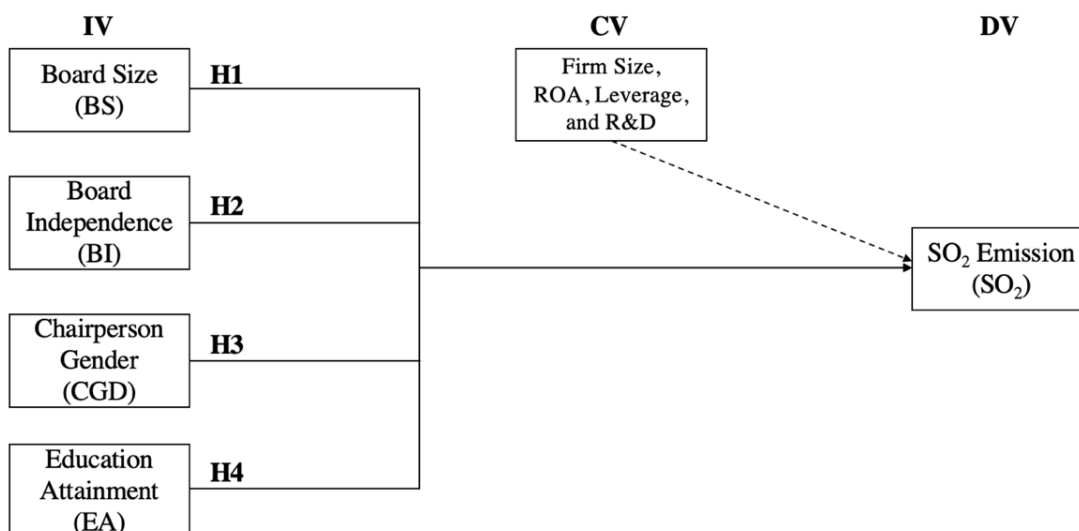 IV
Board Size
(BS)
H1
Board
Independence
(BI)
H2
Chairperson
Gender
(CGD)
H3
Education
Attainment
(EA)
H4
CV
Firm Size,
ROA, Leverage,
and R&D
DV
SO₂ Emission
(SO₂)